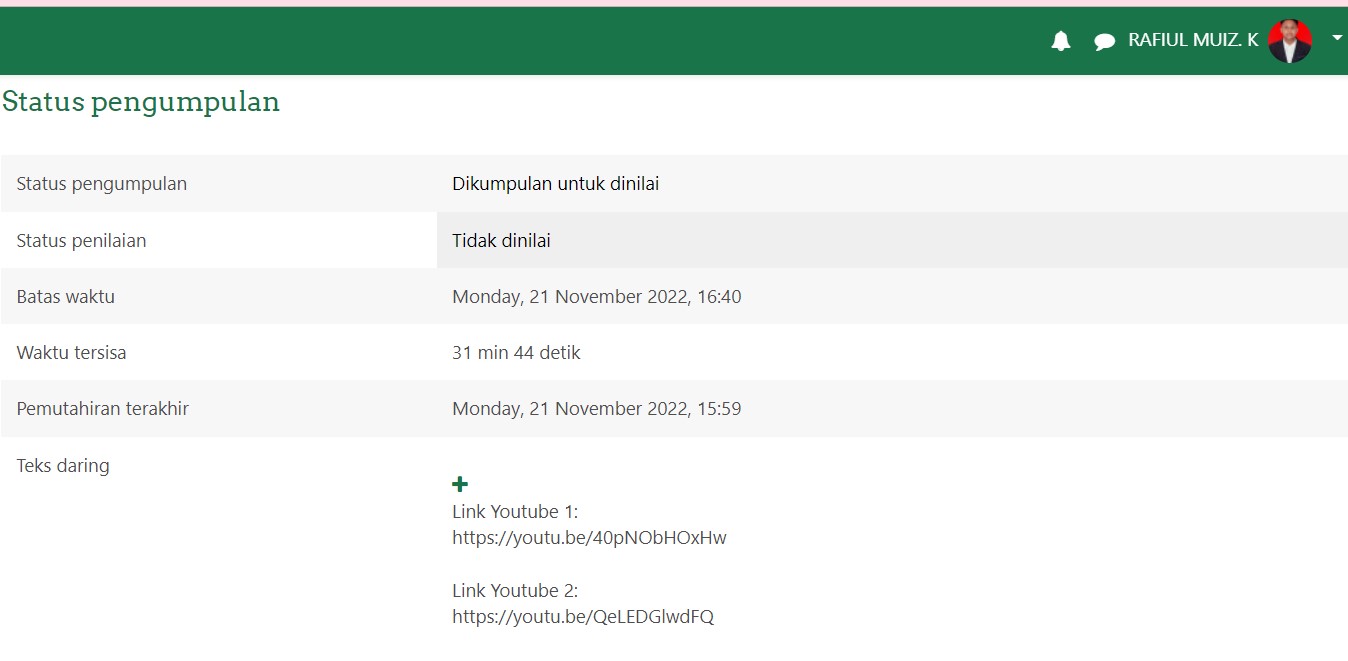 RAFIUL MUIZ. K
Status pengumpulan
Status pengumpulan Dikumpulan untuk dinilai
Status penilaian Tidak dinilai
Batas waktu Monday, 21 November 2022, 16:40
Waktu tersisa 31 min 44 detik
Pemutahiran terakhir Monday, 21 November 2022, 15:59
Teks daring
Link Youtube 1:
https://youtu.be/40pNObHOxHw
Link Youtube 2:
https://youtu.be/QeLEDGlwdFQ